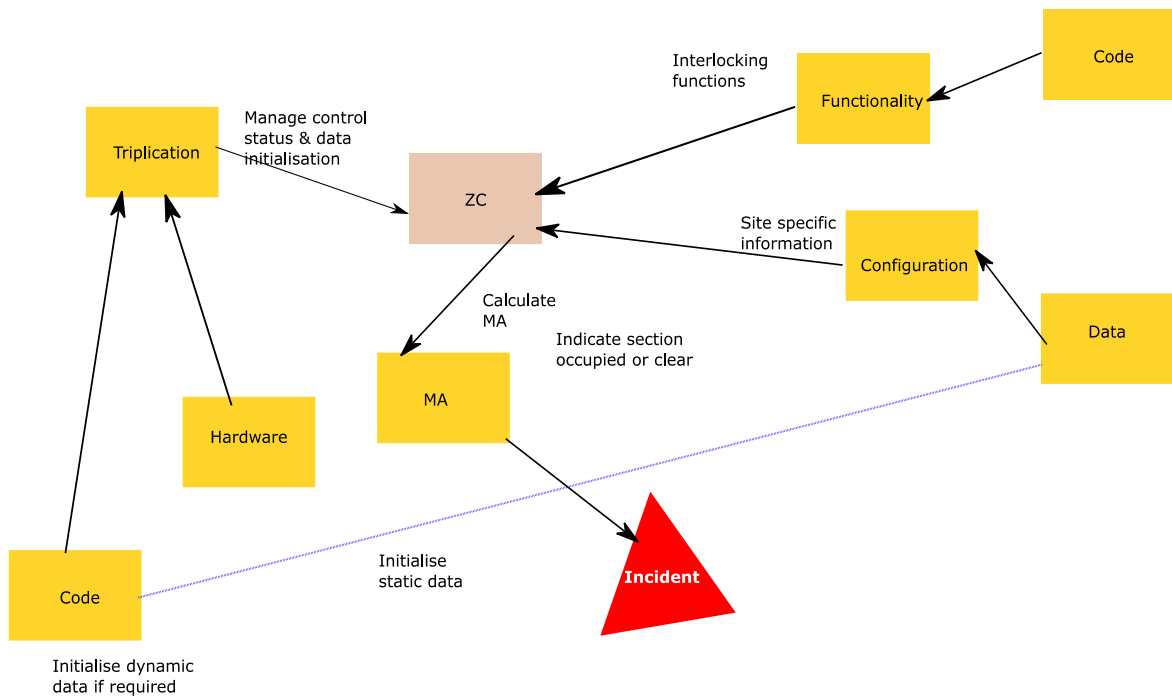 Code
Interlocking
functions
Functionality
Manage control
status & data
initialisation
Triplication
ZC
Site specific
information
Configuration
Calculate
MA
Indicate section
occupied or clear
Data
MA
Hardware
Initialise
static data
Incident
Code
Initialise dynamic
data if required